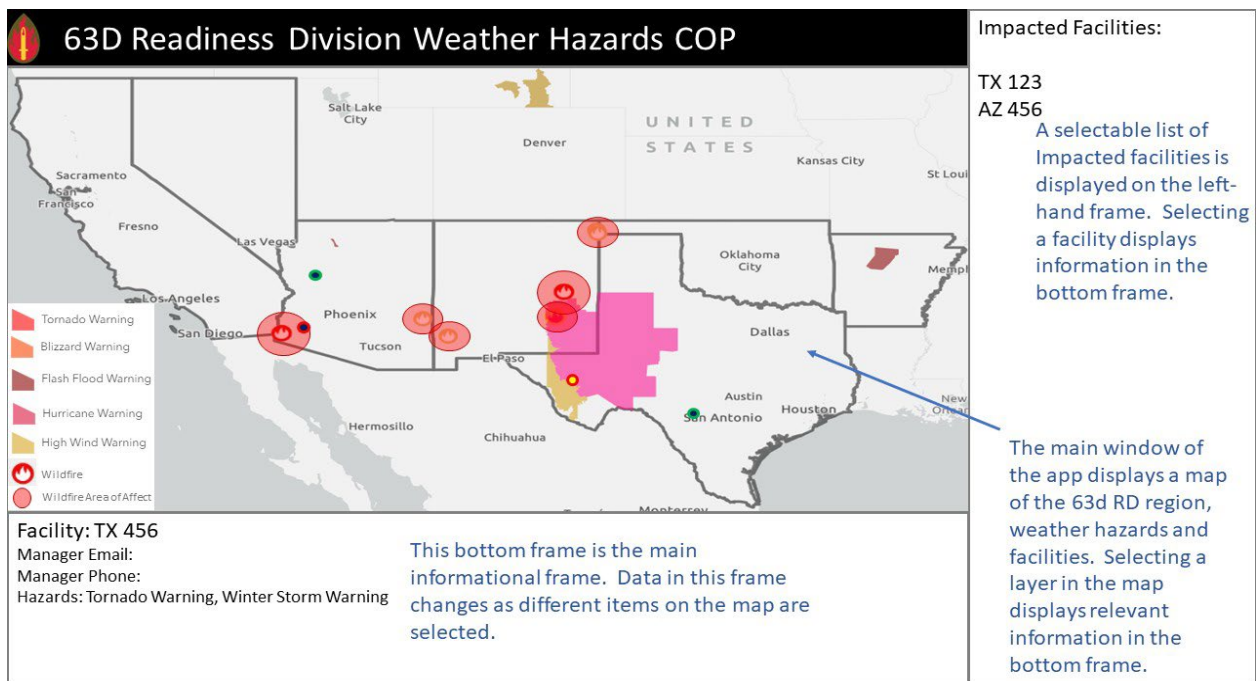 63D Readiness Division Weather Hazards COP
Salt Lake
City
UNITED
STATES
Denver
Kansas City
St Loui
Sacramento
San
Francisco
Fresno
Las Vegas
Oklahoma
City
Memph
Los Angeles
Phoenix
San Diego
Tucson
Dallas
El Paso
Austin
San Antonio
Houston
New
Hermosillo
Chihuahua
Monterrey
Tornado Warning
Blizzard Warning
Flash Flood Warning
Hurricane Warning
High Wind Warning
Wildfire
Wildfire Area of Affect
Facility: TX 456
Manager Email:
Manager Phone:
Hazards: Tornado Warning, Winter Storm Warning
This bottom frame is the main
informational frame.  Data in this frame
changes as different items on the map are
selected.
Impacted Facilities:
TX 123
AZ 456
A selectable list of
Impacted facilities is
displayed on the left-
hand frame.  Selecting
a facility displays
information in the
bottom frame.
The main window of
the app displays a map
of the 63d RD region,
weather hazards and
facilities.  Selecting a
layer in the map
displays relevant
information in the
bottom frame.